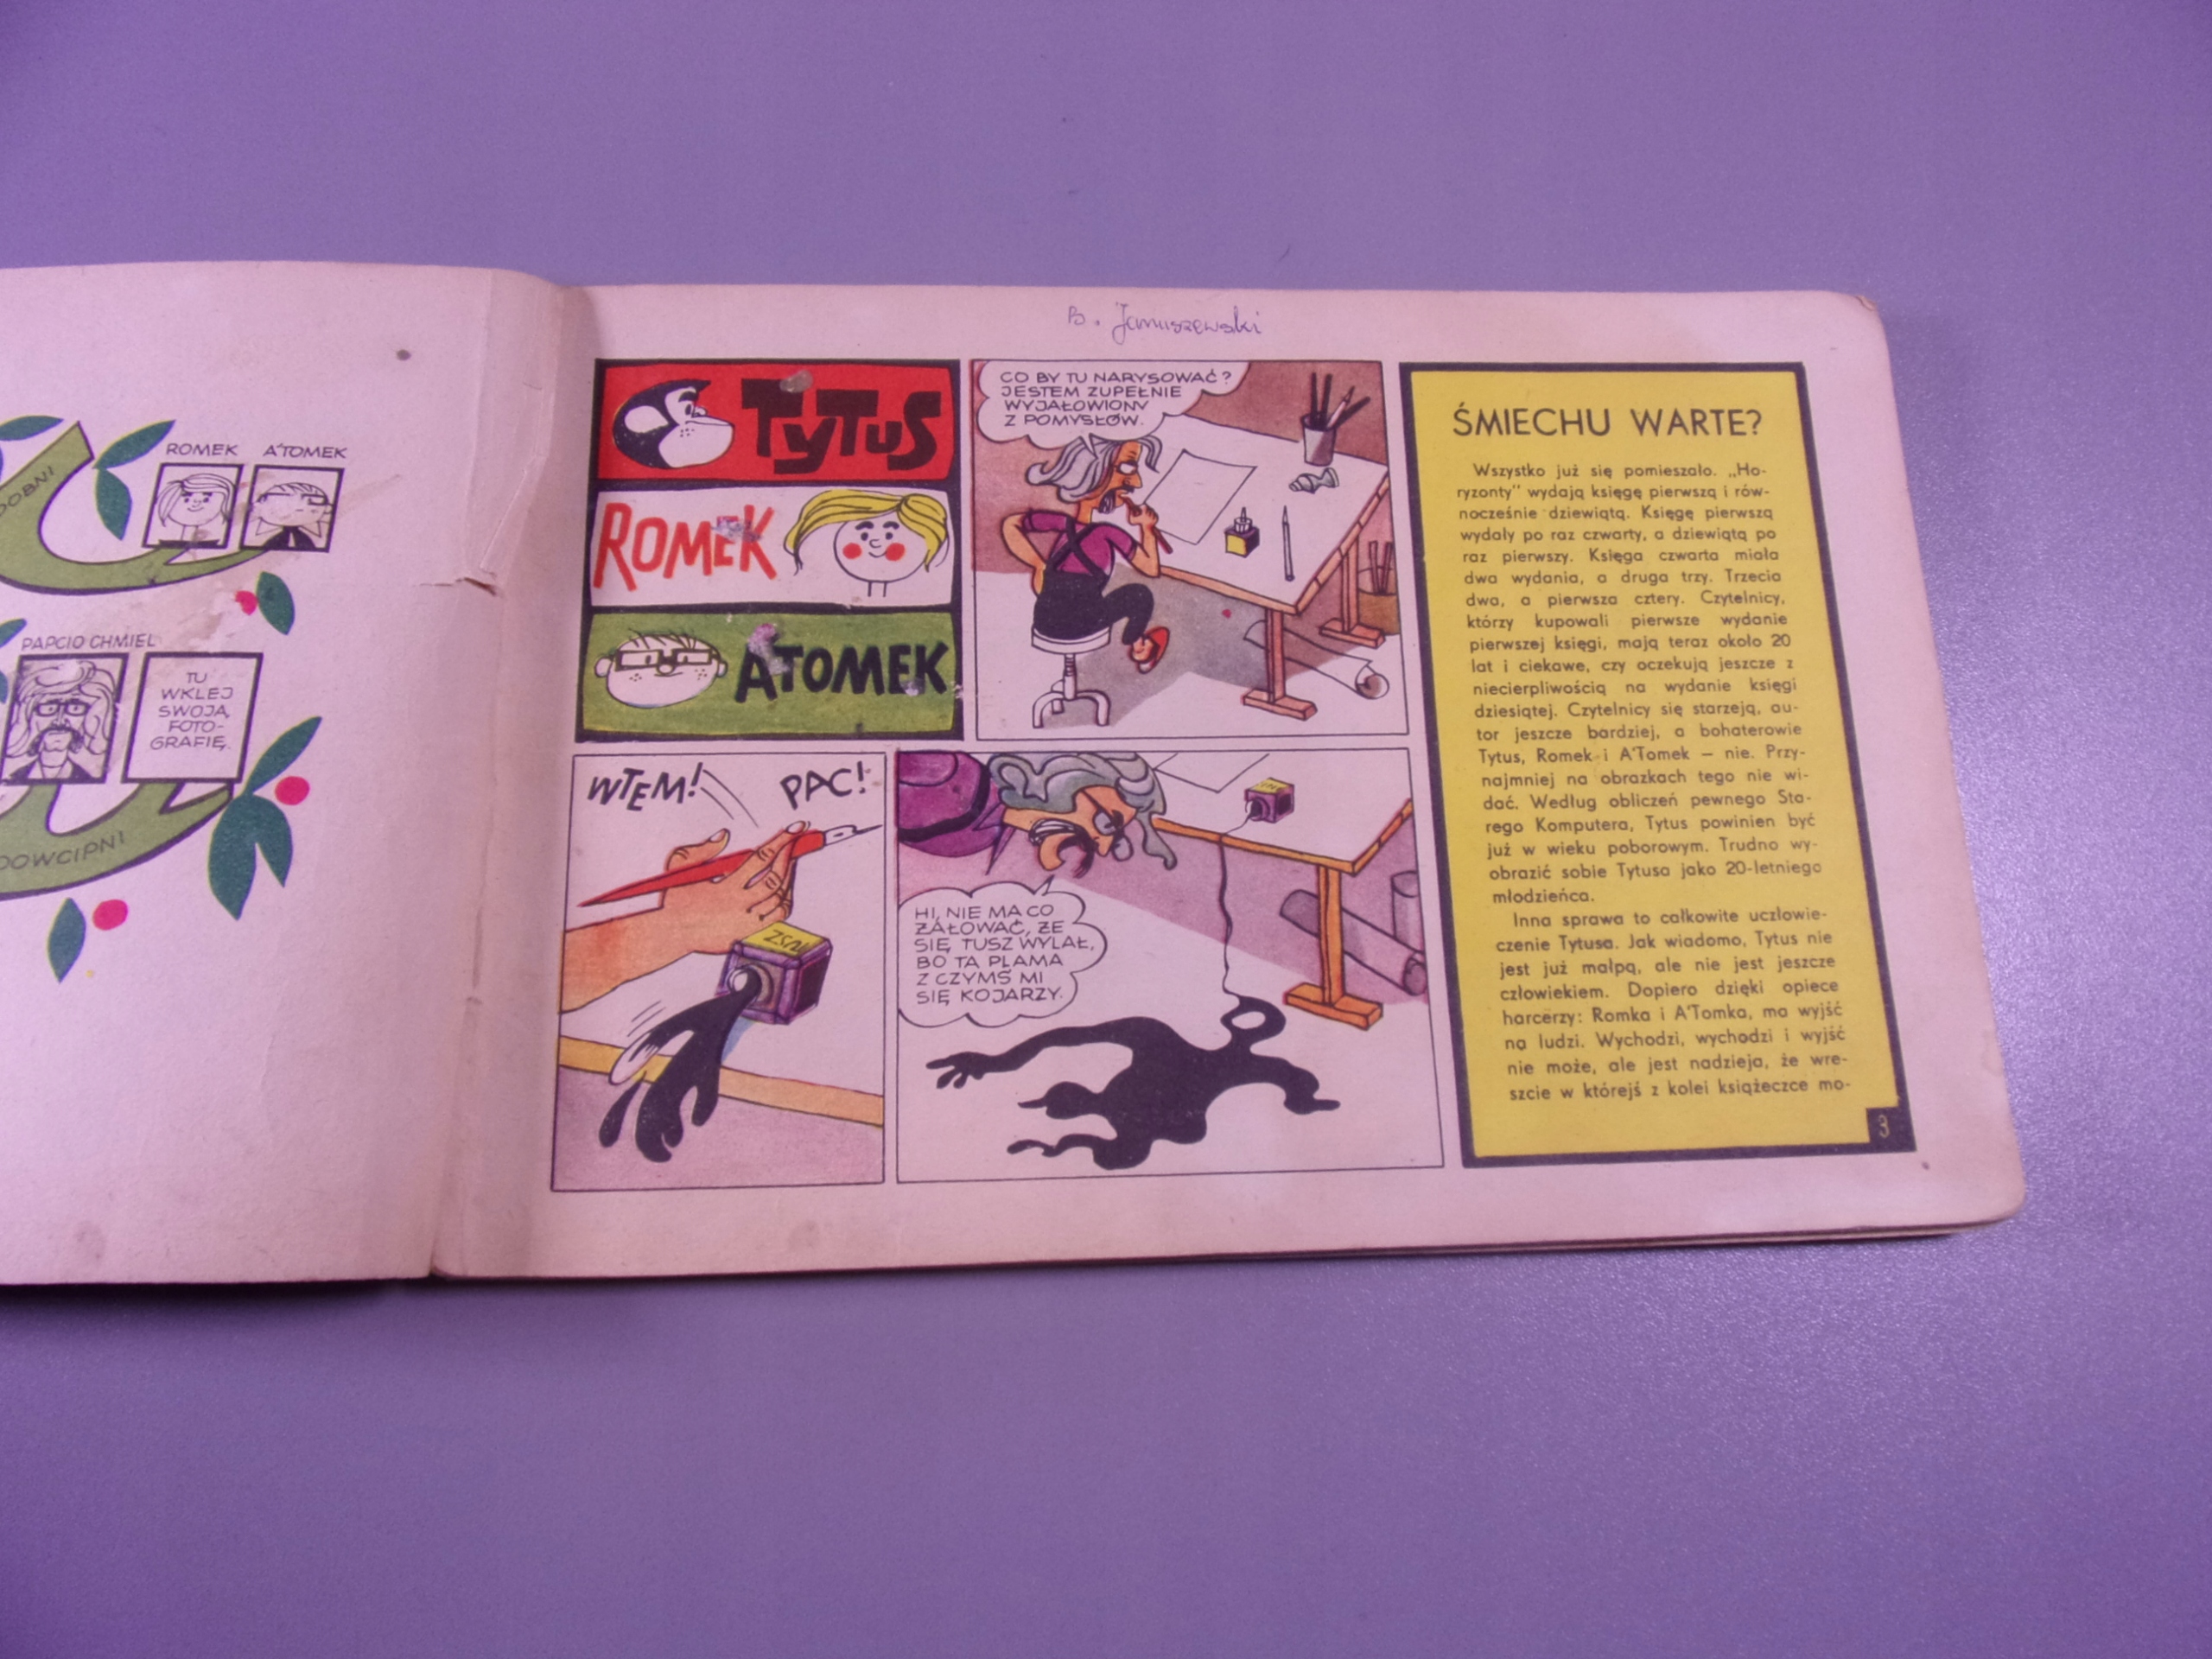 DOBNI
ROMEK A'TOMEK
PAPCIO CHMIEL
TU
WKLEJ
SWOJĄ
FOTO-
GRAFIĘ.
DOWCIPNI
B. Januszewski
TyTuS
ROMEK
ATOMEK
CO BY TU NARYSOWAĆ?
JESTEM ZUPEŁNIE
WYJAŁOWIONY
Z POMYSŁÓW.
WTEM! PAC!
TUSZ
HI, NIE MA CO
ŻAŁOWAĆ, ŻE
SIĘ TUSZ WYLAŁ,
BO TA PLAMA
Z CZYMŚ MI
SIĘ KOJARZY.
ŚMIECHU WARTE?
Wszystko już się pomieszało. „Ho-
ryzonty" wydają księgę pierwszą i rów-
nocześnie dziewiątą. Księgę pierwszą
wydały po raz czwarty, a dziewiątą po
raz pierwszy. Księga czwarta miała
dwa wydania, a druga trzy. Trzecia
dwa, a pierwsza cztery. Czytelnicy,
którzy kupowali pierwsze wydanie
pierwszej księgi, mają teraz około 20
lat i ciekawe, czy oczekują jeszcze z
niecierpliwością na wydanie księgi
dziesiątej. Czytelnicy się starzeją, au-
tor jeszcze bardziej, a bohaterowie
Tytus, Romek i A'Tomek — nie. Przy-
najmniej na obrazkach tego nie wi-
dać. Według obliczeń pewnego Sta-
rego Komputera, Tytus powinien być
już w wieku poborowym. Trudno wy-
obrazić sobie Tytusa jako 20-letniego
młodzieńca.
Inna sprawa to całkowite uczłowie-
czenie Tytusa. Jak wiadomo, Tytus nie
jest już małpą, ale nie jest jeszcze
człowiekiem. Dopiero dzięki opiece
harcerzy: Romka i A'Tomka, ma wyjść
na ludzi. Wychodzi, wychodzi i wyjść
nie może, ale jest nadzieja, że wre-
szcie w którejś z kolei książeczce mo-
3